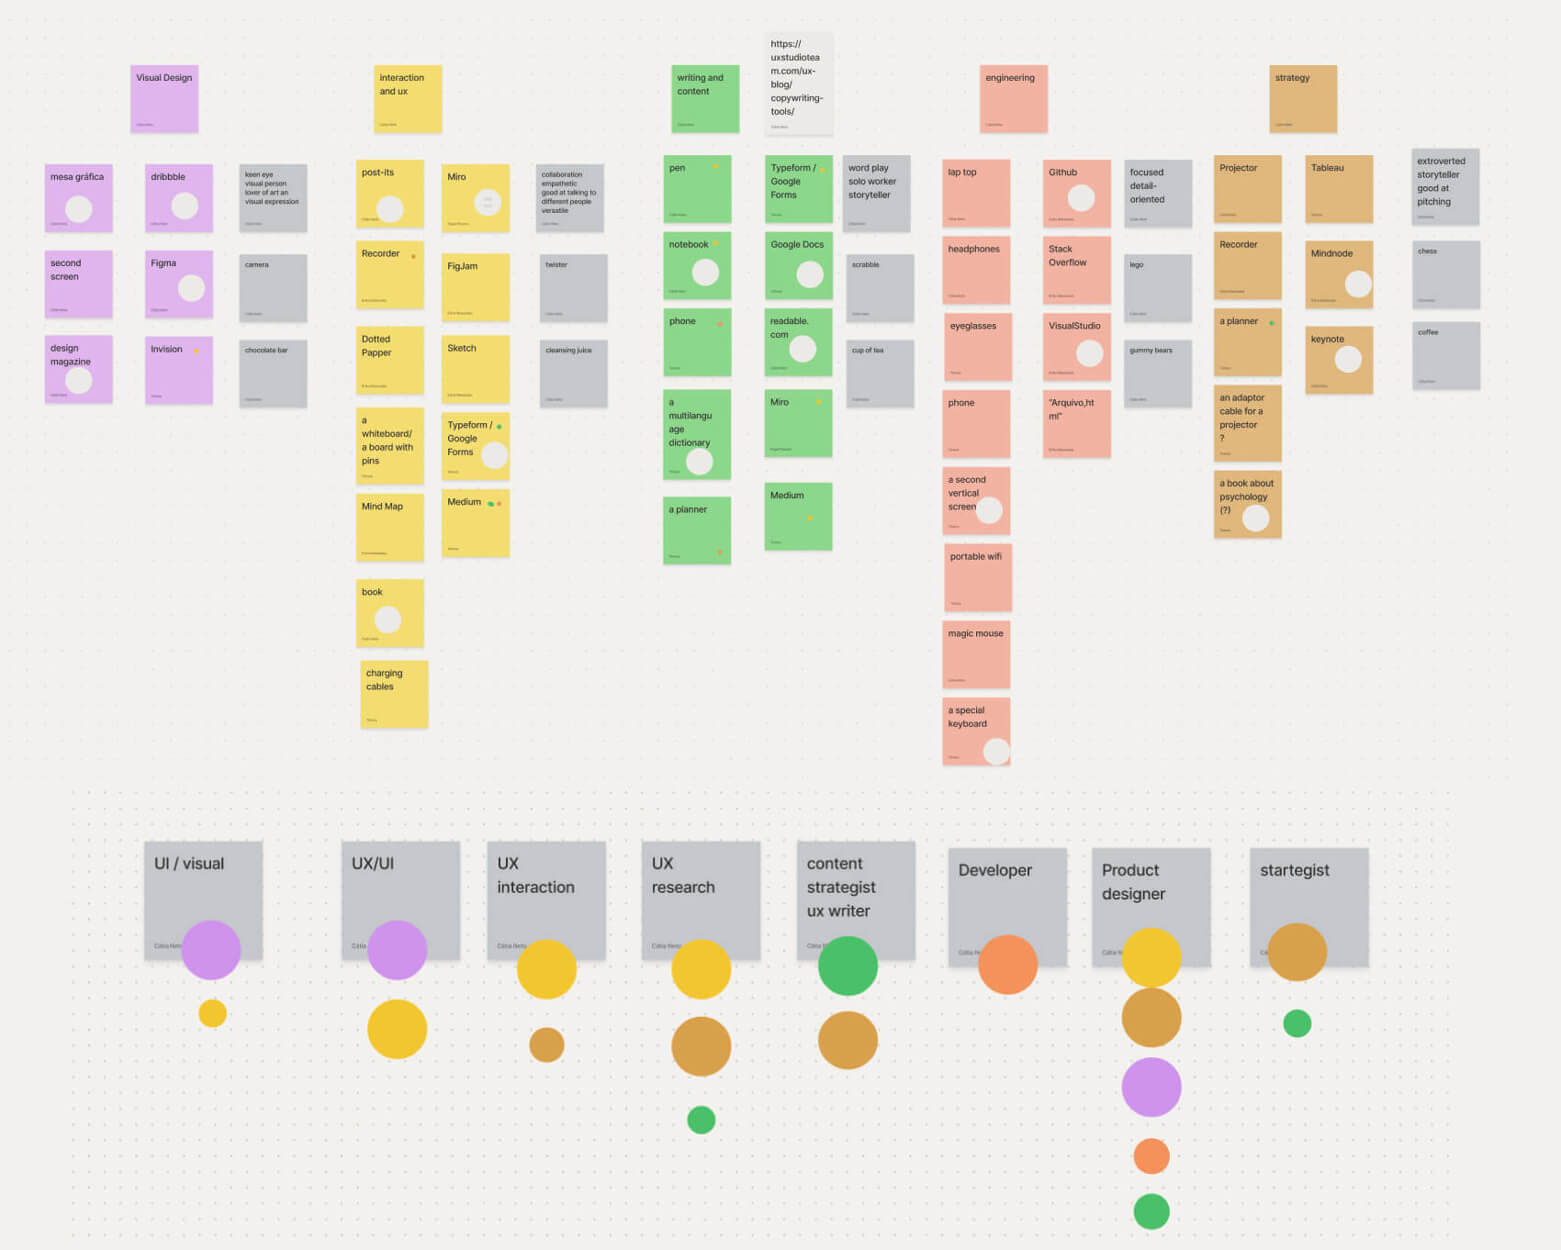 Visual Design
interaction
and ux
writing and
content
https://
uxstudiotea
m.com/ux-
blog/
copywriting-
tools/
engineering
strategy
mesa gráfica
dribbble
keen eye
visual person
lover of art an
visual expression
second
screen
Figma
camera
design
magazine
Invision
chocolate bar
post-its
Miro
collaboration
empathetic
good at talking to
different people
versatile
Recorder
FigJam
twister
Dotted
Papper
Sketch
cleansing juice
a
whiteboard/
a board with
pins
Typeform /
Google
Forms
Mind Map
Medium
book
charging
cables
pen
Typeform /
Google
Forms
word play
solo worker
storyteller
notebook
Google Docs
scrabble
phone
readable.
com
cup of tea
a
multilangu
age
dictionary
Miro
a planner
Medium
lap top
Github
focused
detail-
oriented
headphones
Stack
Overflow
lego
eyeglasses
VisualStudio
gummy bears
phone
"Arquivo,ht
ml"
a second
vertical
screen
portable wifi
magic mouse
a special
keyboard
Projector
Tableau
extroverted
storyteller
good at
pitching
Recorder
Mindnode
chess
a planner
keynote
coffee
an adaptor
cable for a
projector
?
a book about
psychology
(?)
UI / visual
UX/UI
UX
interaction
UX
research
content
strategist
ux writer
Developer
Product
designer
startegist